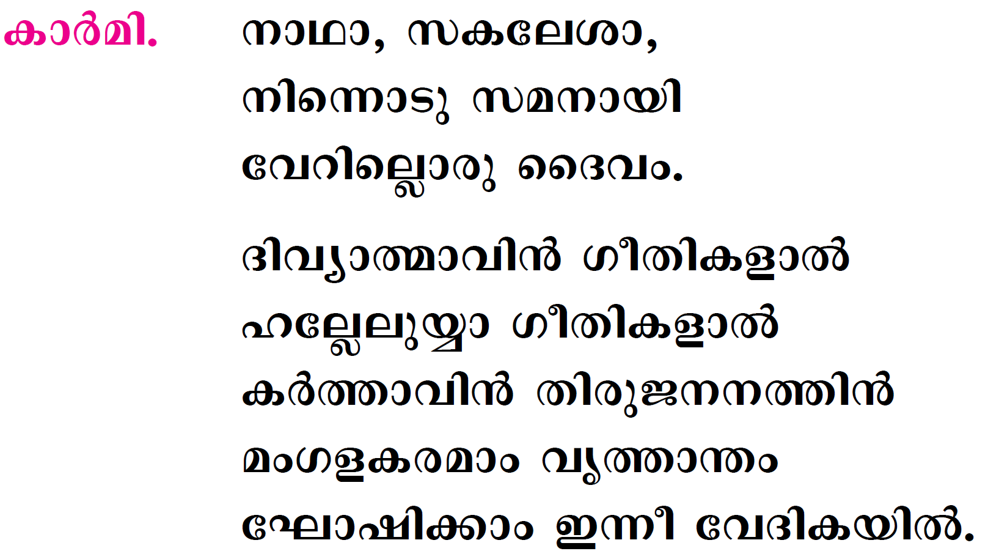 കാർമി. നാഥാ, സകലേശാ,
നിന്നൊടു സമനായി
വേറില്ലൊരു ദൈവം.
ദിവ്യാത്മാവിൻ ഗീതികളാൽ
ഹല്ലേലുയ്യാ ഗീതികളാൽ
കർത്താവിൻ തിരുജനനത്തിൻ
മംഗളകരമാം വൃത്താന്തം
ഘോഷിക്കാം ഇന്നീ വേദികയിൽ.